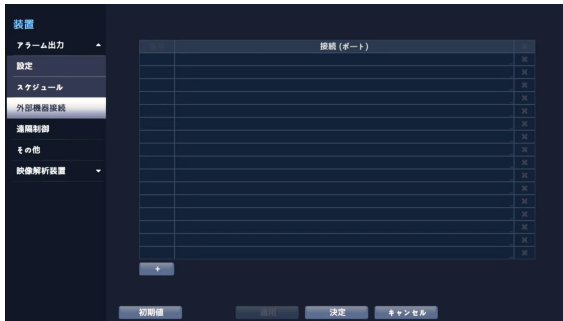 装置
アラーム出力
設定
スケジュール
外部機器接続
遠隔制御
その他
映像解析装置
接続 (ポート)
+
初期値
適用
決定
キャンセル